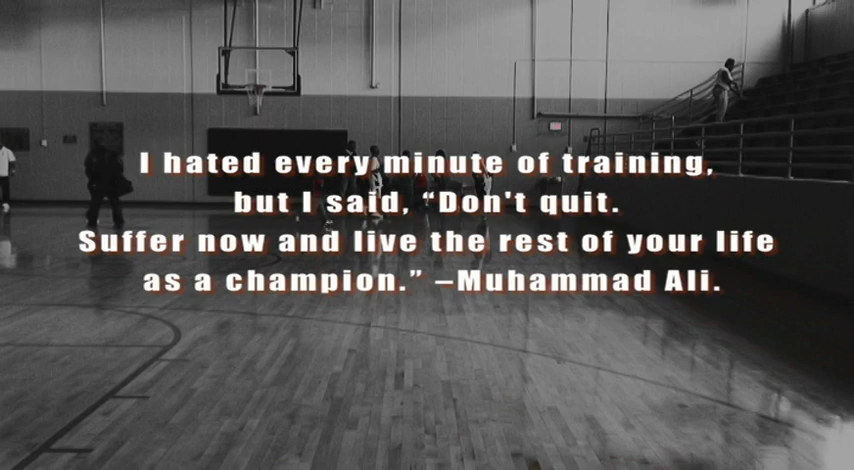 I hated every minute of training,
but I said, “Don't quit.
Suffer now and live the rest of your life
as a champion.” –Muhammad Ali.